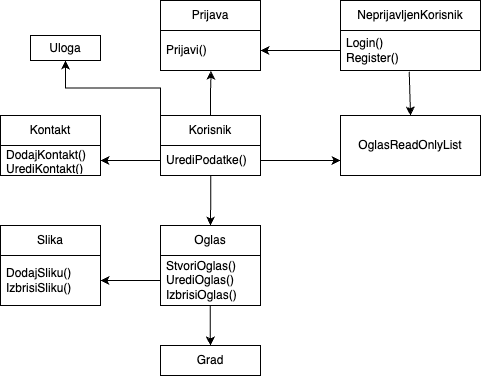 Prijava
Prijavi()
NeprijavljenKorisnik
Login()
Register()
Uloga
Kontakt
DodajKontakt()
UrediKontakt()
Korisnik
UrediPodatke()
OglasReadOnlyList
Slika
DodajSliku()
IzbrisiSliku()
Oglas
StvoriOglas()
UrediOglas()
IzbrisiOglas()
Grad